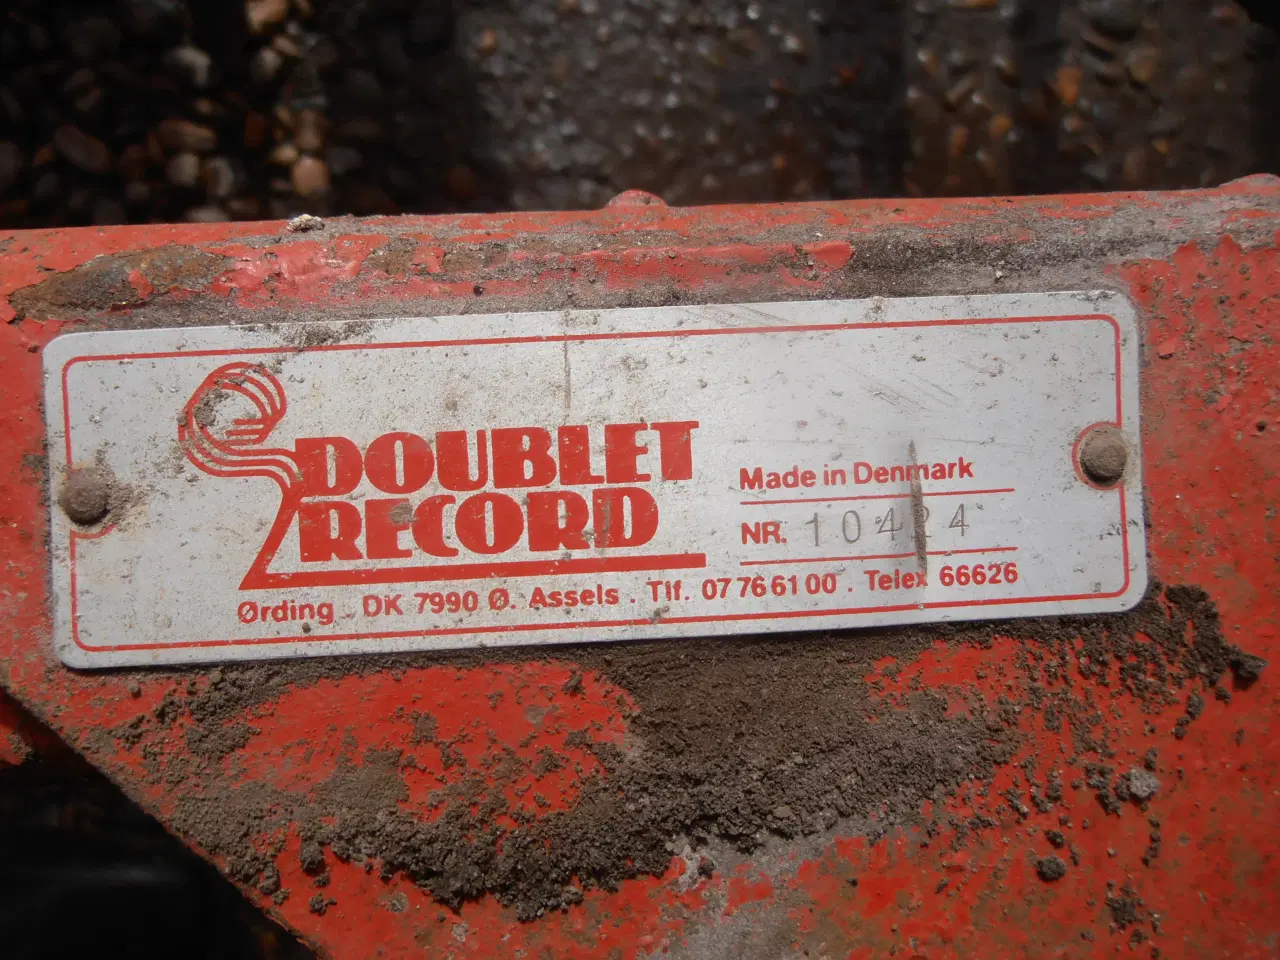 DOUBLET
RECORD
Made in Denmark
NR. 10424
Ørding . DK 7990 Ø. Assels . Tlf. 07 76 61 00 . Telex 66626